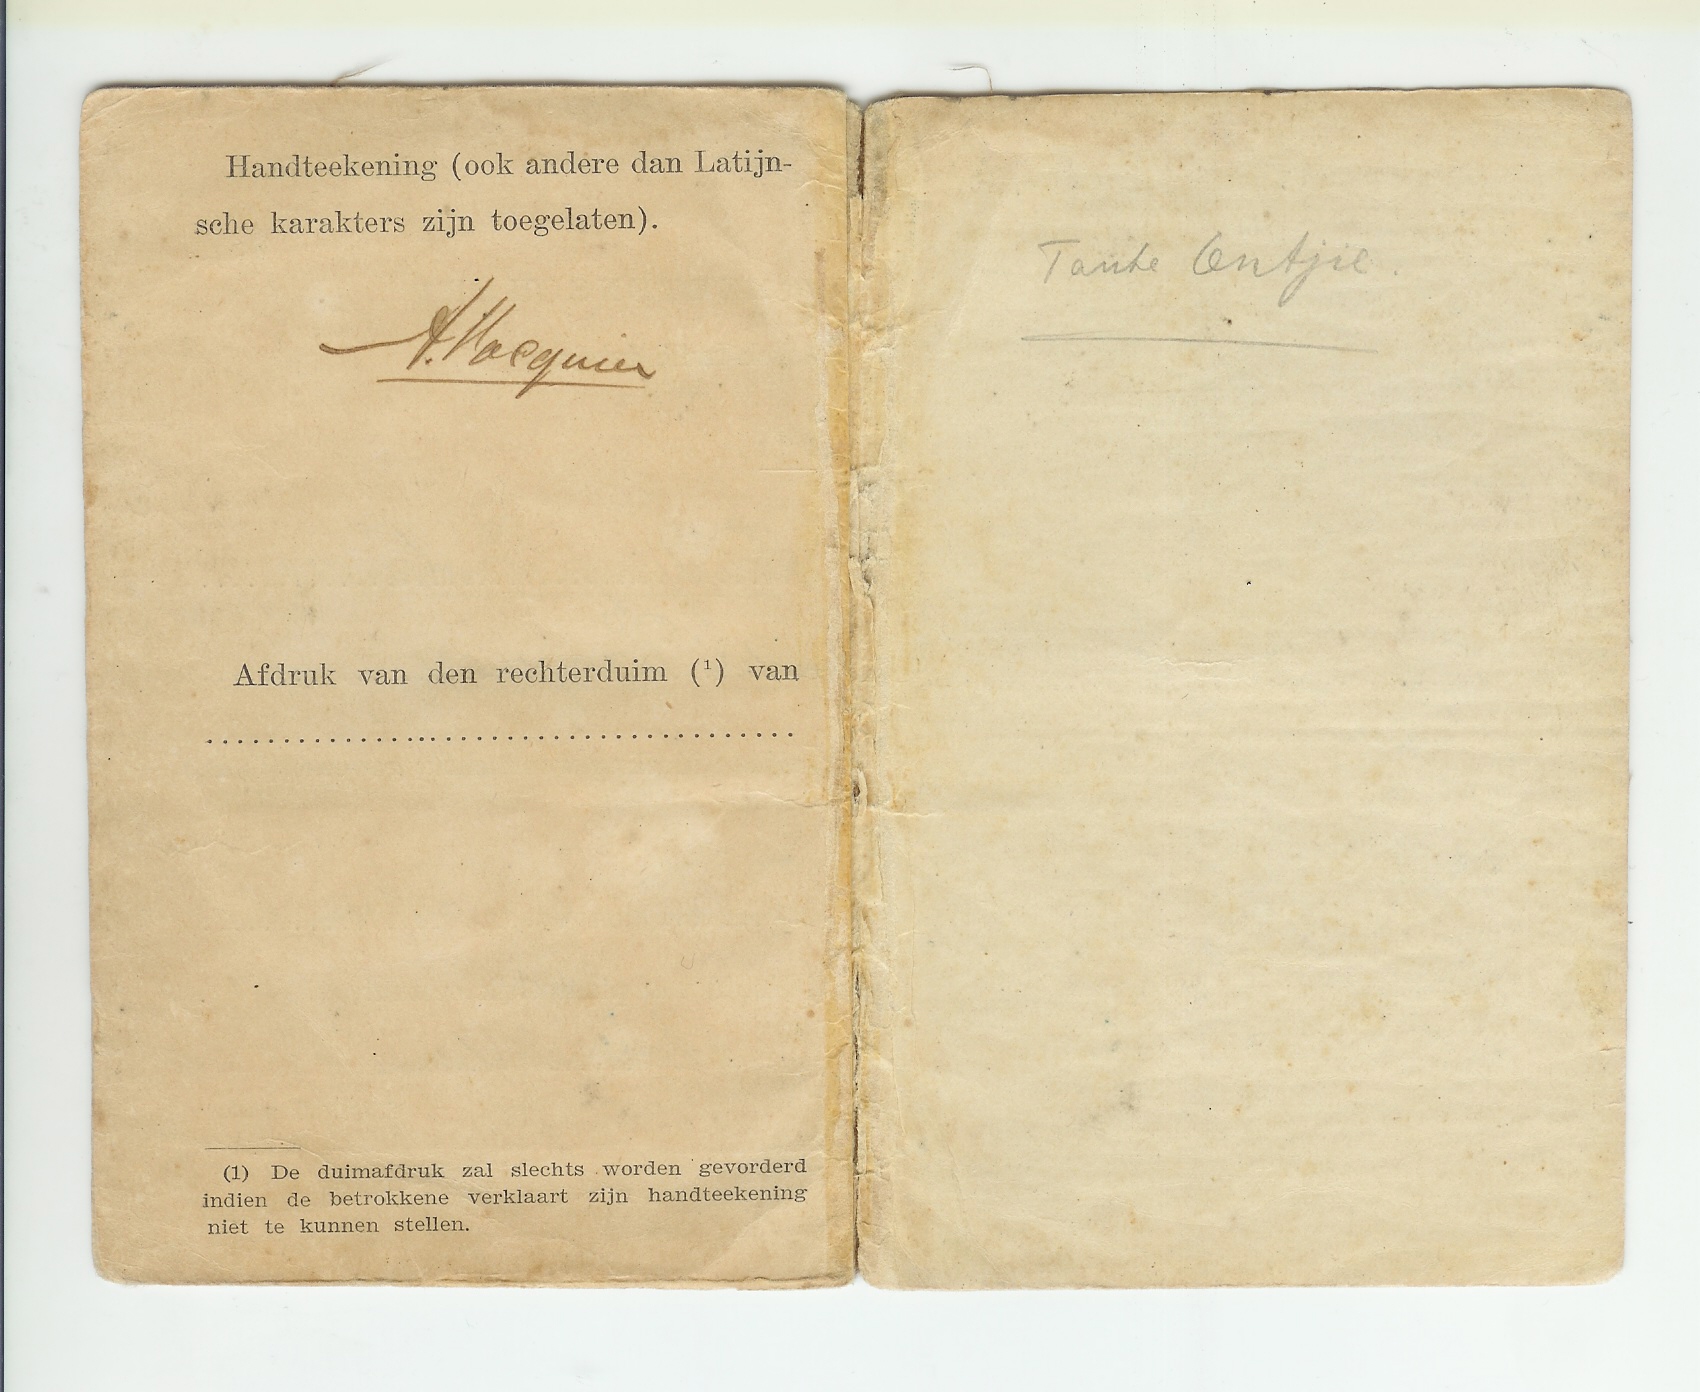 Handteekening (ook andere dan Latijn-
sche karakters zijn toegelaten).
Afdruk van den rechterduim (¹) van
(1) De duimafdruk zal slechts worden gevorderd
indien de betrokkene verklaart zijn handteekening
niet te kunnen stellen.
Tante